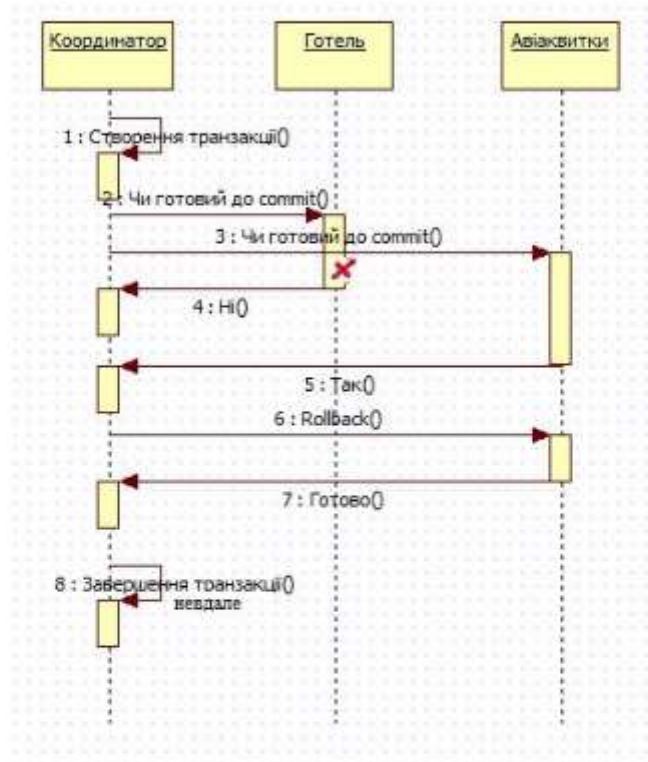 Координатор
Готель
Авіаквитки
1 : Створення транзакції()
2 : Чи готовий до commit()
3 : Чи готовий до commit()
4 : Ні()
5 : Так()
6 : Rollback()
7 : Готово()
8 : Завершення транзакції()
невдале